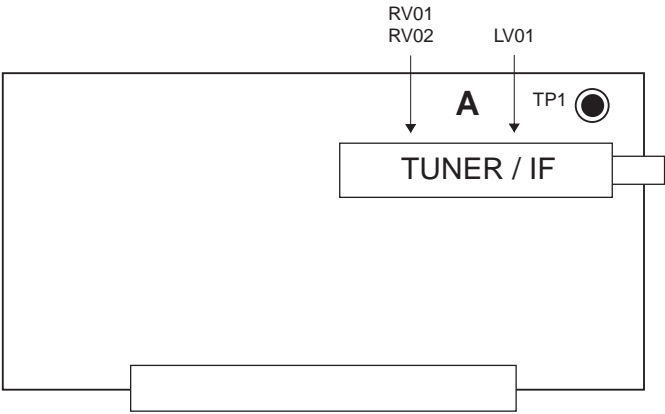 RV01
RV02
LV01
A
TP1
TUNER / IF